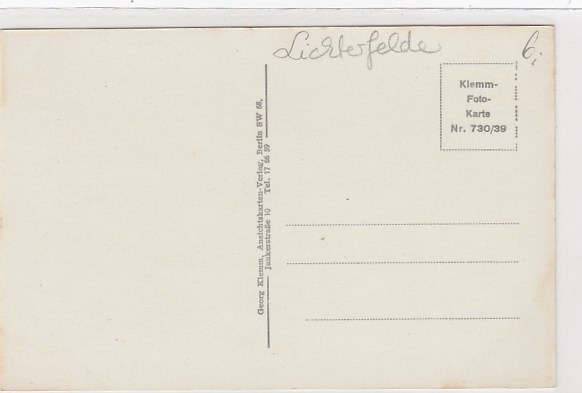 Lichterfelde
6,
Klemm-
Foto-
Karte
Nr. 730/39
Georg Klemm, Ansichtskarten-Verlag, Berlin SW 68,
Junkerstraße 10 Tel. 17 66 59